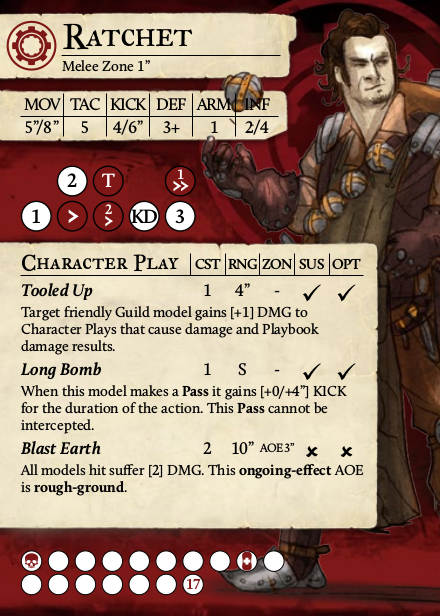 Ratchet
Melee Zone 1”
MOV TAC KICK DEF ARM INF
5”/8” 5 4/6” 3+ 1 2/4
2 T 1 >>
1 > 2 > KD 3
Character Play CST RNG ZON SUS OPT
Tooled Up 1 4” - ✓ ✓
Target friendly Guild model gains [+1] DMG to
Character Plays that cause damage and Playbook
damage results.
Long Bomb 1 S - ✓ ✓
When this model makes a Pass it gains [+0/+4”] KICK
for the duration of the action. This Pass cannot be
intercepted.
Blast Earth 2 10” AOE 3” ✗ ✗
All models hit suffer [2] DMG. This ongoing-effect AOE
is rough-ground.
17